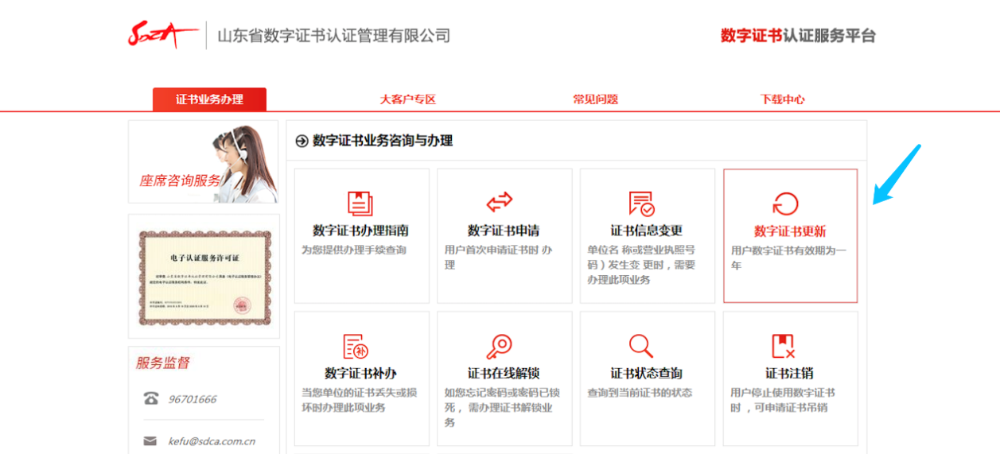 SDCA
山东省数字证书认证管理有限公司
数字证书认证服务平台
证书业务办理
大客户专区
常见问题
下载中心
座席咨询服务
电子认证服务许可证
服务监督
96701666
kefu@sdca.com.cn
数字证书业务咨询与办理
数字证书办理指南
为您提供办理手续查询
数字证书申请
用户首次申请证书时 办
理
证书信息变更
单位名 称或营业执照号
码 ) 发生变 更时 , 需要
办理此项业务
数字证书更新
用户数字证书有效期为一
年
补
数字证书补办
当您单位的证书丢失或损
坏时办理此项业务
证书在线解锁
如您忘记密码或密码已锁
死 , 需办理证书解锁业
务
证书状态查询
查询到当前证书的状态
证书注销
用户停止使用数字证书
时 , 可申请证书吊销